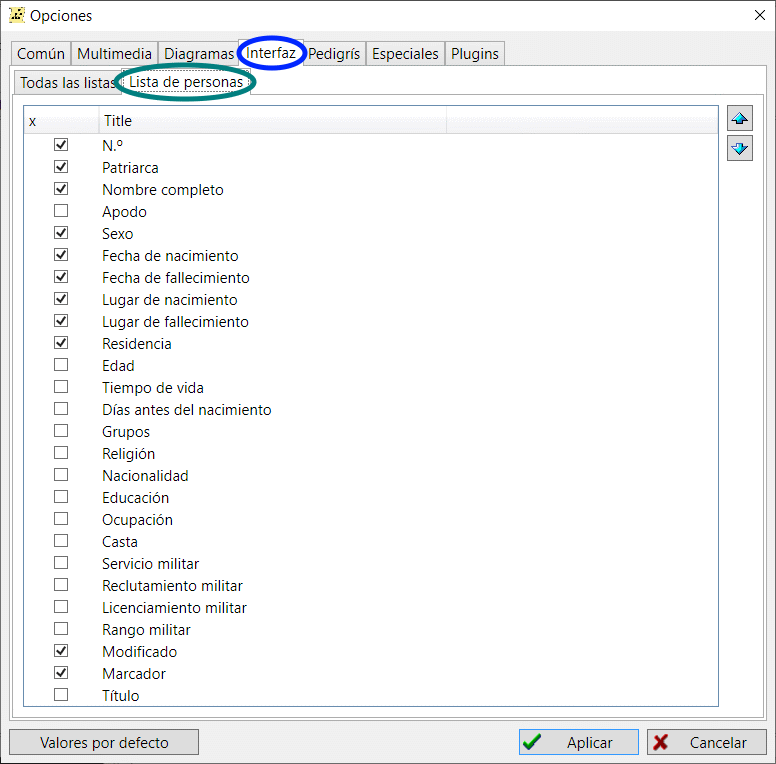 Opciones
Común Multimedia Diagramas Interfaz Pedigrís Especiales Plugins
Todas las listas Lista de personas
x Title
N.º
Patriarca
Nombre completo
Apodo
Sexo
Fecha de nacimiento
Fecha de fallecimiento
Lugar de nacimiento
Lugar de fallecimiento
Residencia
Edad
Tiempo de vida
Días antes del nacimiento
Grupos
Religión
Nacionalidad
Educación
Ocupación
Casta
Servicio militar
Reclutamiento militar
Licenciamiento militar
Rango militar
Modificado
Marcador
Título
Valores por defecto Aplicar Cancelar